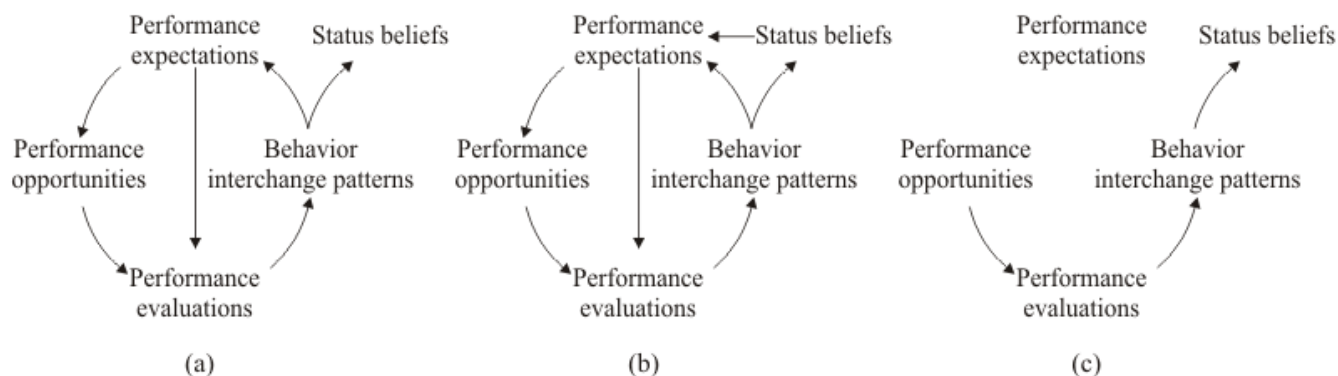 Performance
expectations
Status beliefs
Performance
opportunities
Behavior
interchange patterns
Performance
evaluations
(a)
Performance
expectations
Status beliefs
Performance
opportunities
Behavior
interchange patterns
Performance
evaluations
(b)
Performance
expectations
Status beliefs
Performance
opportunities
Behavior
interchange patterns
Performance
evaluations
(c)